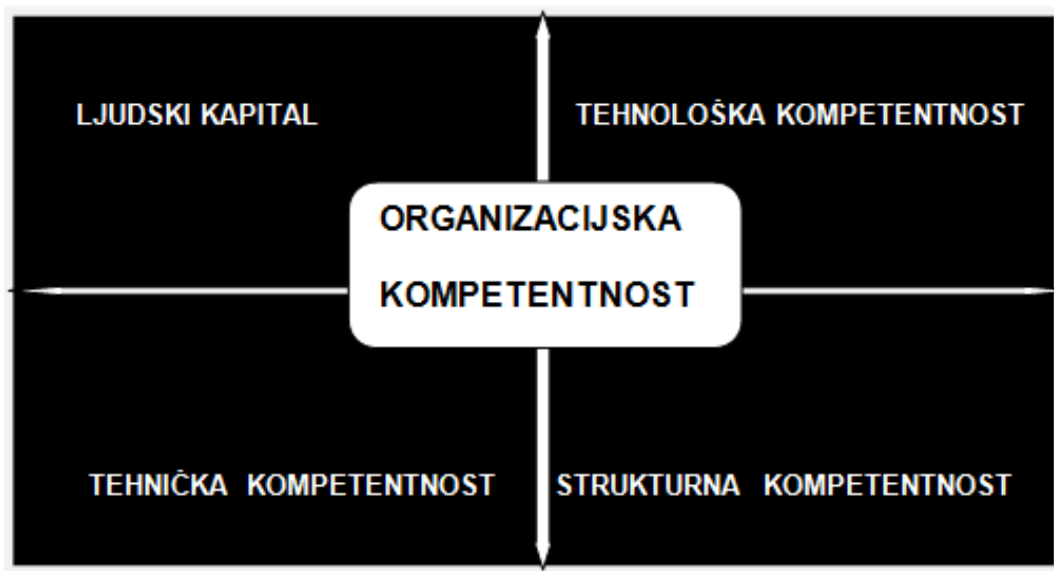 LJUDSKI KAPITAL
TEHNOLOŠKA KOMPETENTNOST
ORGANIZACIJSKA
KOMPETENTNOST
TEHNIČKA KOMPETENTNOST
STRUKTURNA KOMPETENTNOST